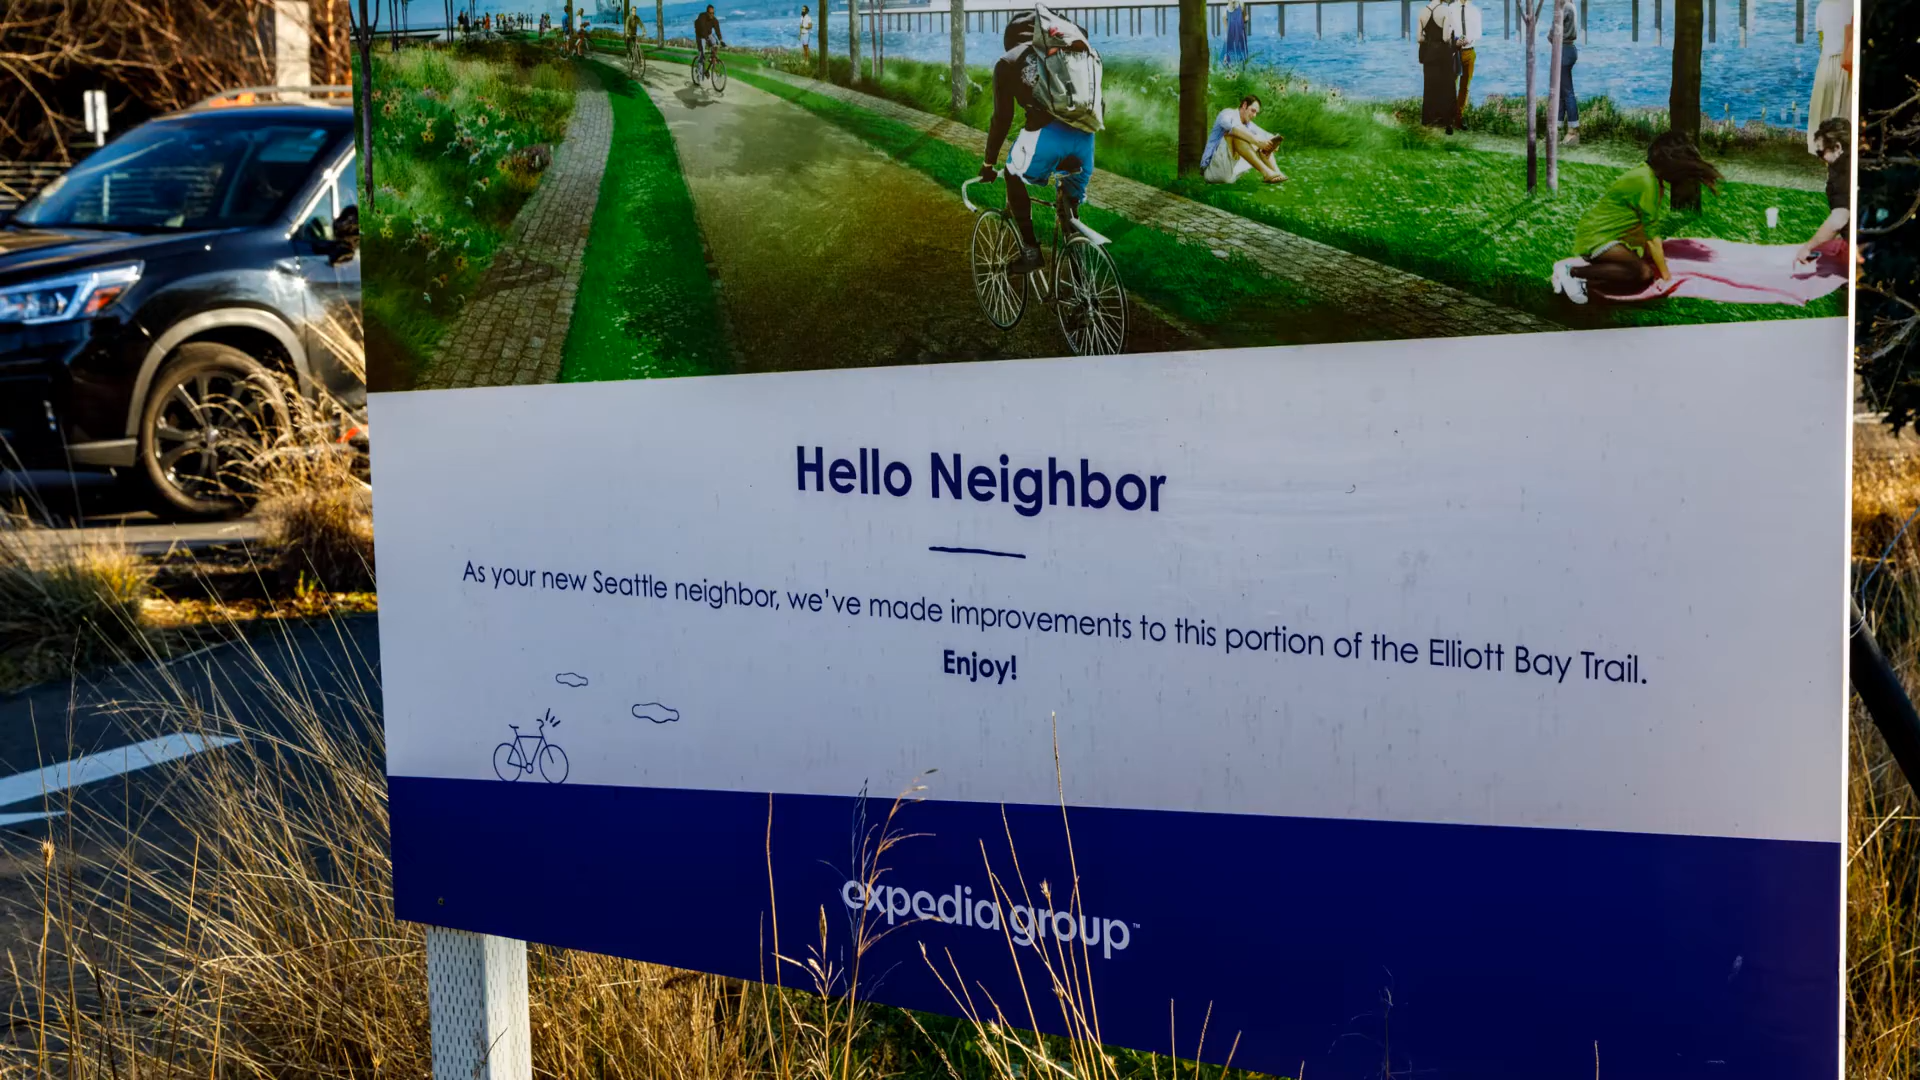 Hello Neighbor
As your new Seattle neighbor, we've made improvements to this portion of the Elliott Bay Trail.
Enjoy!
expedia group™